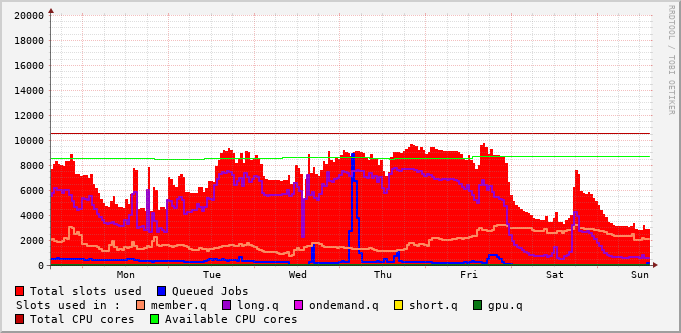 20000
18000
16000
14000
12000
10000
8000
6000
4000
2000
0
Mon Tue Wed Thu Fri Sat Sun
RRDTOOL / TOBI OETIKER
Total slots used Queued Jobs
Slots used in : member.q long.q ondemand.q short.q gpu.q
Total CPU cores Available CPU cores